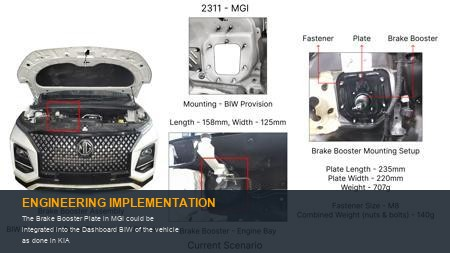 2311 - MGI
Fastener Plate Brake Booster
Mounting - BIW Provision
Length - 158mm, Width - 125mm
Brake Booster Mounting Setup
Plate Length - 235mm
Plate Width - 220mm
Weight - 707g
Fastener Size - M8
Combined Weight (nuts & bolts) - 140g
Brake Booster - Engine Bay
Current Scenario
ENGINEERING IMPLEMENTATION
The Brake Booster Plate in MGI could be
integrated into the Dashboard BIW of the vehicle
as done in KIA